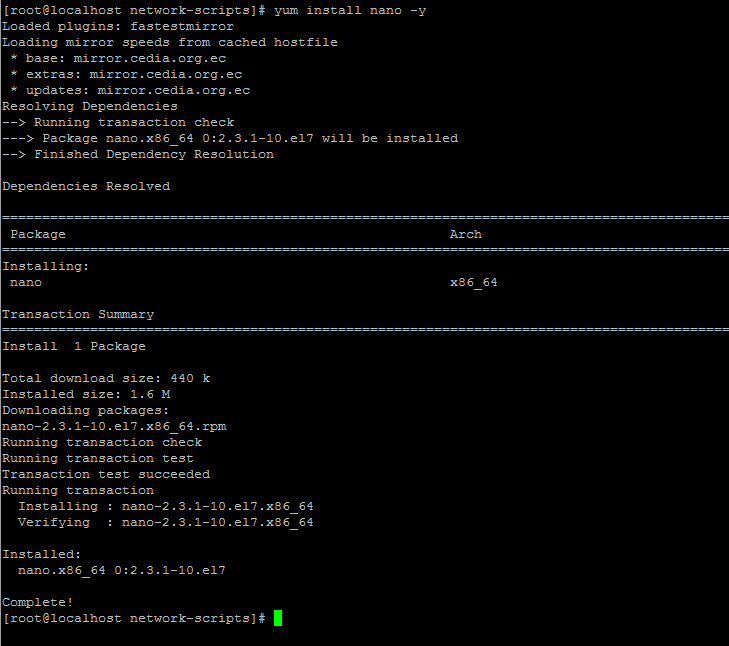 [root@localhost network-scripts]# yum install nano -y
Loaded plugins: fastestmirror
Loading mirror speeds from cached hostfile
 * base: mirror.cedia.org.ec
 * extras: mirror.cedia.org.ec
 * updates: mirror.cedia.org.ec
Resolving Dependencies
--> Running transaction check
---> Package nano.x86_64 0:2.3.1-10.el7 will be installed
--> Finished Dependency Resolution

Dependencies Resolved

===========================================================================================
 Package                                                Arch
===========================================================================================
Installing:
 nano                                                   x86_64

Transaction Summary
===========================================================================================
Install  1 Package

Total download size: 440 k
Installed size: 1.6 M
Downloading packages:
nano-2.3.1-10.el7.x86_64.rpm
Running transaction check
Running transaction test
Transaction test succeeded
Running transaction
  Installing : nano-2.3.1-10.el7.x86_64
  Verifying  : nano-2.3.1-10.el7.x86_64

Installed:
  nano.x86_64 0:2.3.1-10.el7

Complete!
[root@localhost network-scripts]#